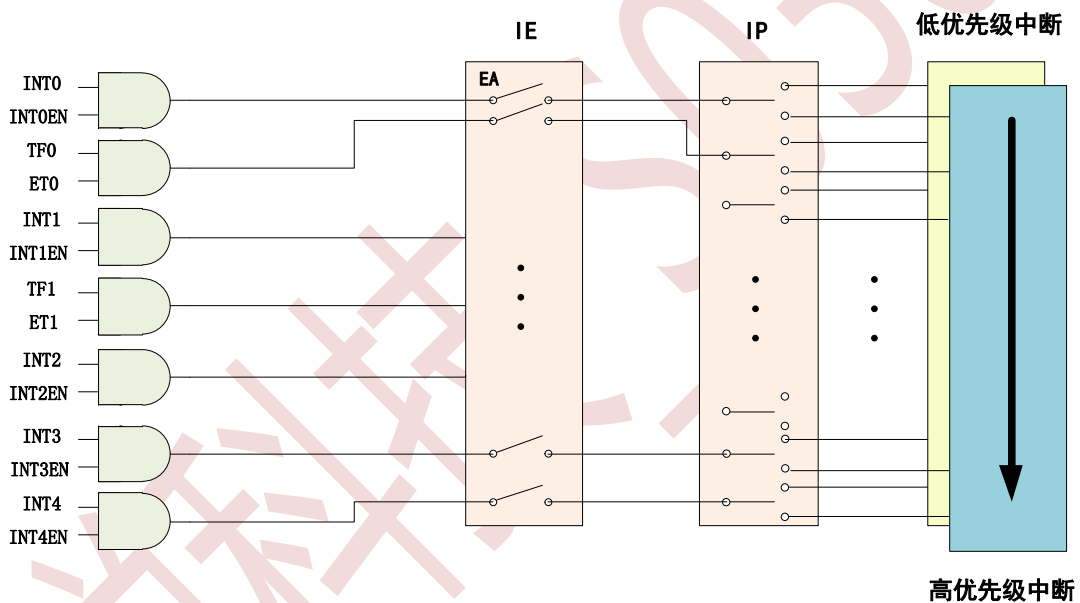 IE
IP
低优先级中断
EA
INT0
INT0EN
TF0
ET0
INT1
INT1EN
TF1
ET1
INT2
INT2EN
INT3
INT3EN
INT4
INT4EN
高优先级中断